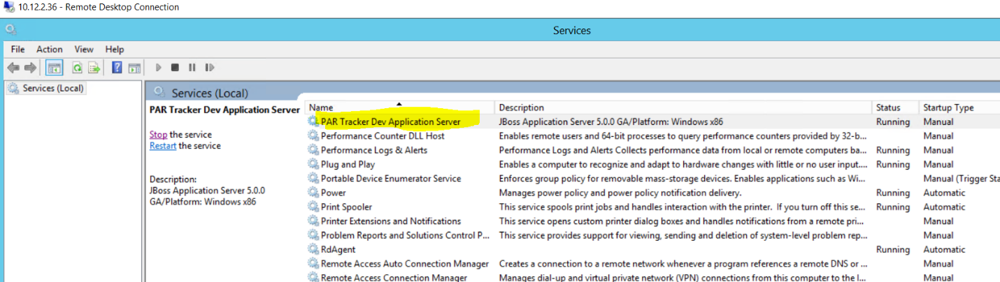 10.12.2.36 - Remote Desktop Connection
Services
File Action View Help
Services (Local)
Services (Local)
PAR Tracker Dev Application Server
Stop the service
Restart the service
Description:
JBoss Application Server 5.0.0
GA/Platform: Windows x86
Name Description Status Startup Type
PAR Tracker Dev Application Server JBoss Application Server 5.0.0 GA/Platform: Windows x86 Running Manual
Performance Counter DLL Host Enables remote users and 64-bit processes to query performance counters provided by 32-b... Manual
Performance Logs & Alerts Performance Logs and Alerts Collects performance data from local or remote computers ba... Running Manual
Plug and Play Enables a computer to recognize and adapt to hardware changes with little or no user input.... Running Manual
Portable Device Enumerator Service Enforces group policy for removable mass-storage devices. Enables applications such as Wi... Manual (Trigger Sta
Power Manages power policy and power policy notification delivery. Running Automatic
Print Spooler This service spools print jobs and handles interaction with the printer. If you turn off this se... Running Automatic
Printer Extensions and Notifications This service opens custom printer dialog boxes and handles notifications from a remote pri... Manual
Problem Reports and Solutions Control P... This service provides support for viewing, sending and deletion of system-level problem rep... Manual
RdAgent Running Automatic
Remote Access Auto Connection Manager Creates a connection to a remote network whenever a program references a remote DNS or ... Manual
Remote Access Connection Manager Manages dial-up and virtual private network (VPN) connections from this computer to the I... Manual